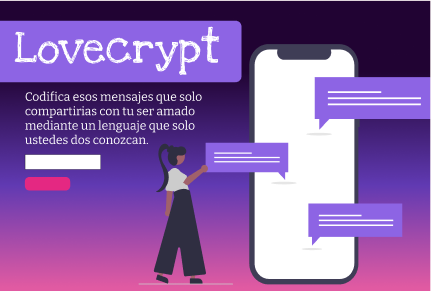 Lovecrypt
Codifica esos mensajes que solo
compartirias con tu ser amado
mediante un lenguaje que solo
ustedes dos conozcan.